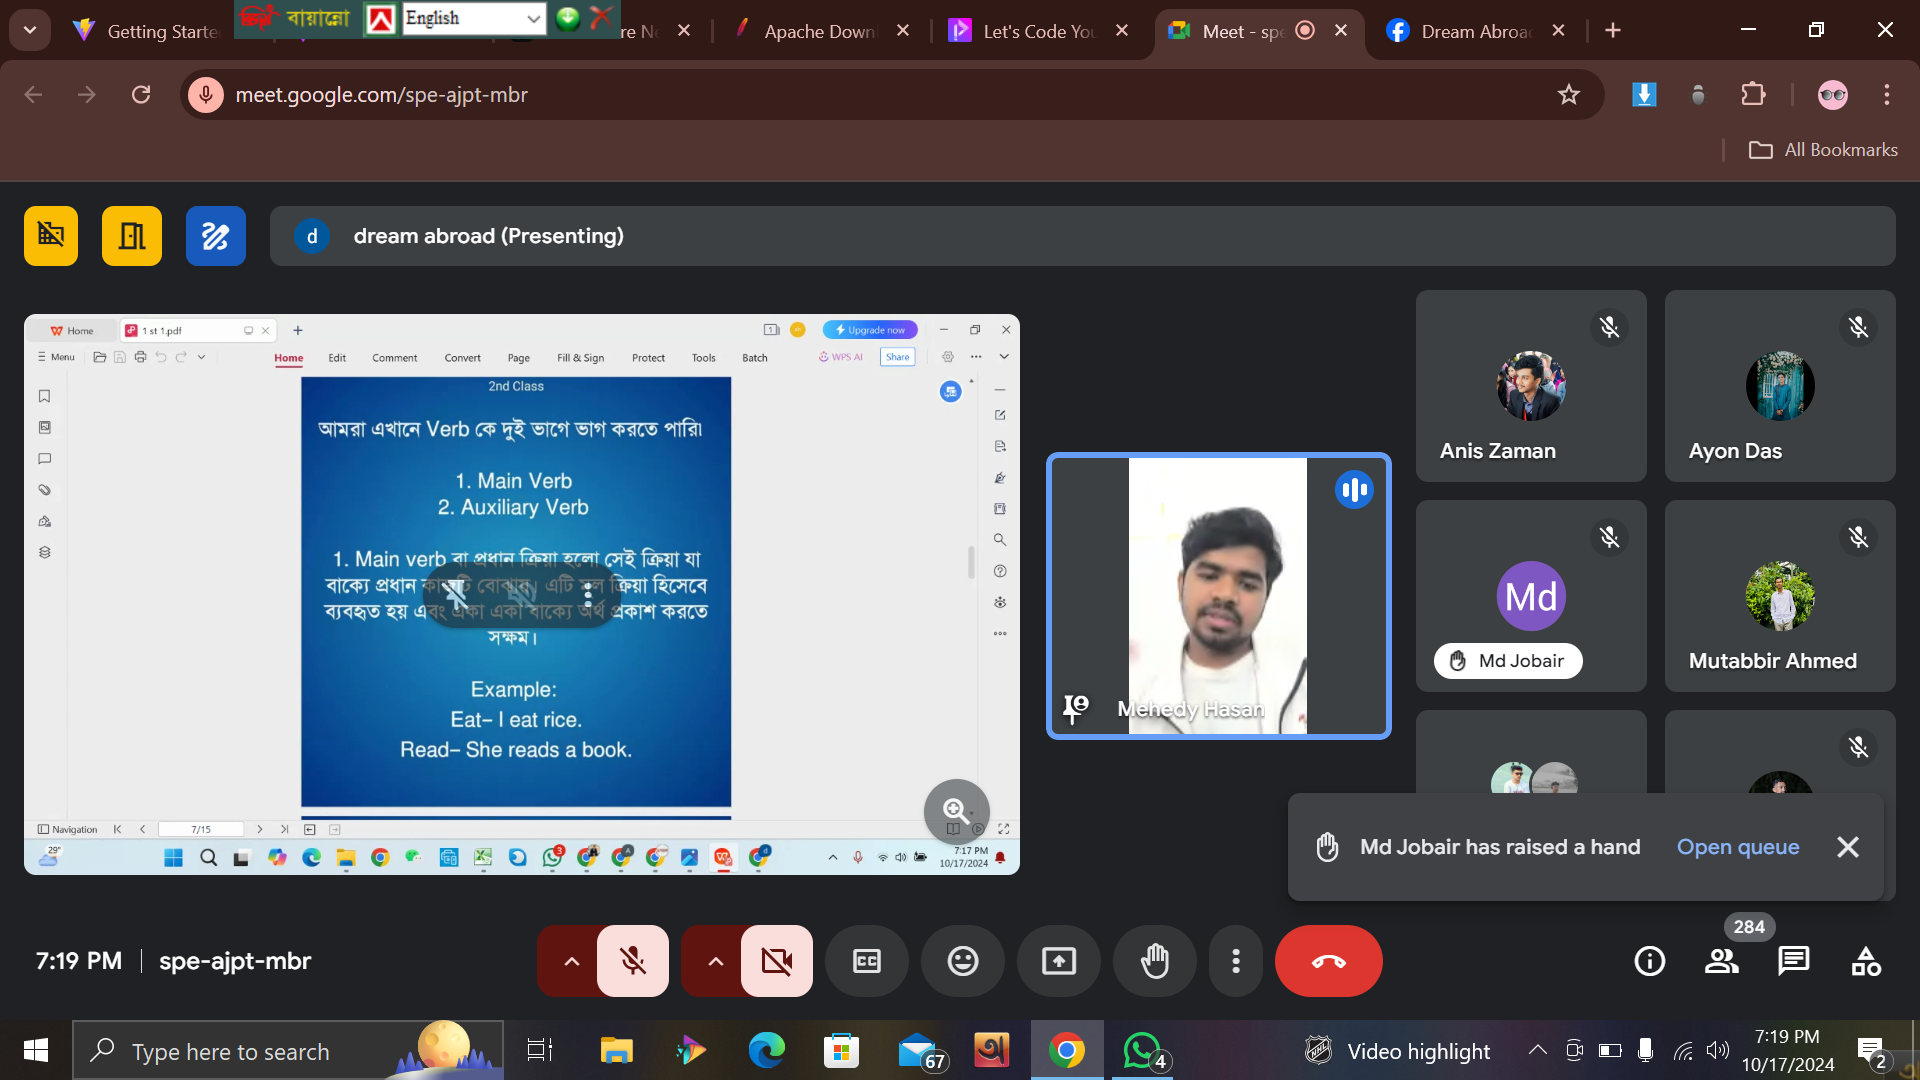 Getting Starte
বায়ান্নো
English
re Ne
Apache Down
Let's Code You
Meet - spe
Dream Abroad
meet.google.com/spe-ajpt-mbr
All Bookmarks
d
dream abroad (Presenting)
Home
1 st 1.pdf
Upgrade now
Menu
Home Edit Comment Convert Page Fill & Sign Protect Tools Batch
WPS AI
Share
2nd Class
আমরা এখানে Verb কে দুই ভাগে ভাগ করতে পারি।
1. Main Verb
2. Auxiliary Verb
1. Main verb বা প্রধান ক্রিয়া হলো সেই ক্রিয়া যা
বাক্যে প্রধান কাজটি বোঝায়। এটি মূল ক্রিয়া হিসেবে
ব্যবহৃত হয় এবং একা একা বাক্যে অর্থ প্রকাশ করতে
সক্ষম।
Example:
Eat– I eat rice.
Read– She reads a book.
Navigation
7/15
29°
3
7:17 PM
10/17/2024
Mehedy Hasan
Anis Zaman
Ayon Das
Md
Md Jobair
Mutabbir Ahmed
Md Jobair has raised a hand
Open queue
284
7:19 PM
spe-ajpt-mbr
Type here to search
67
4
Video highlight
7:19 PM
10/17/2024
2